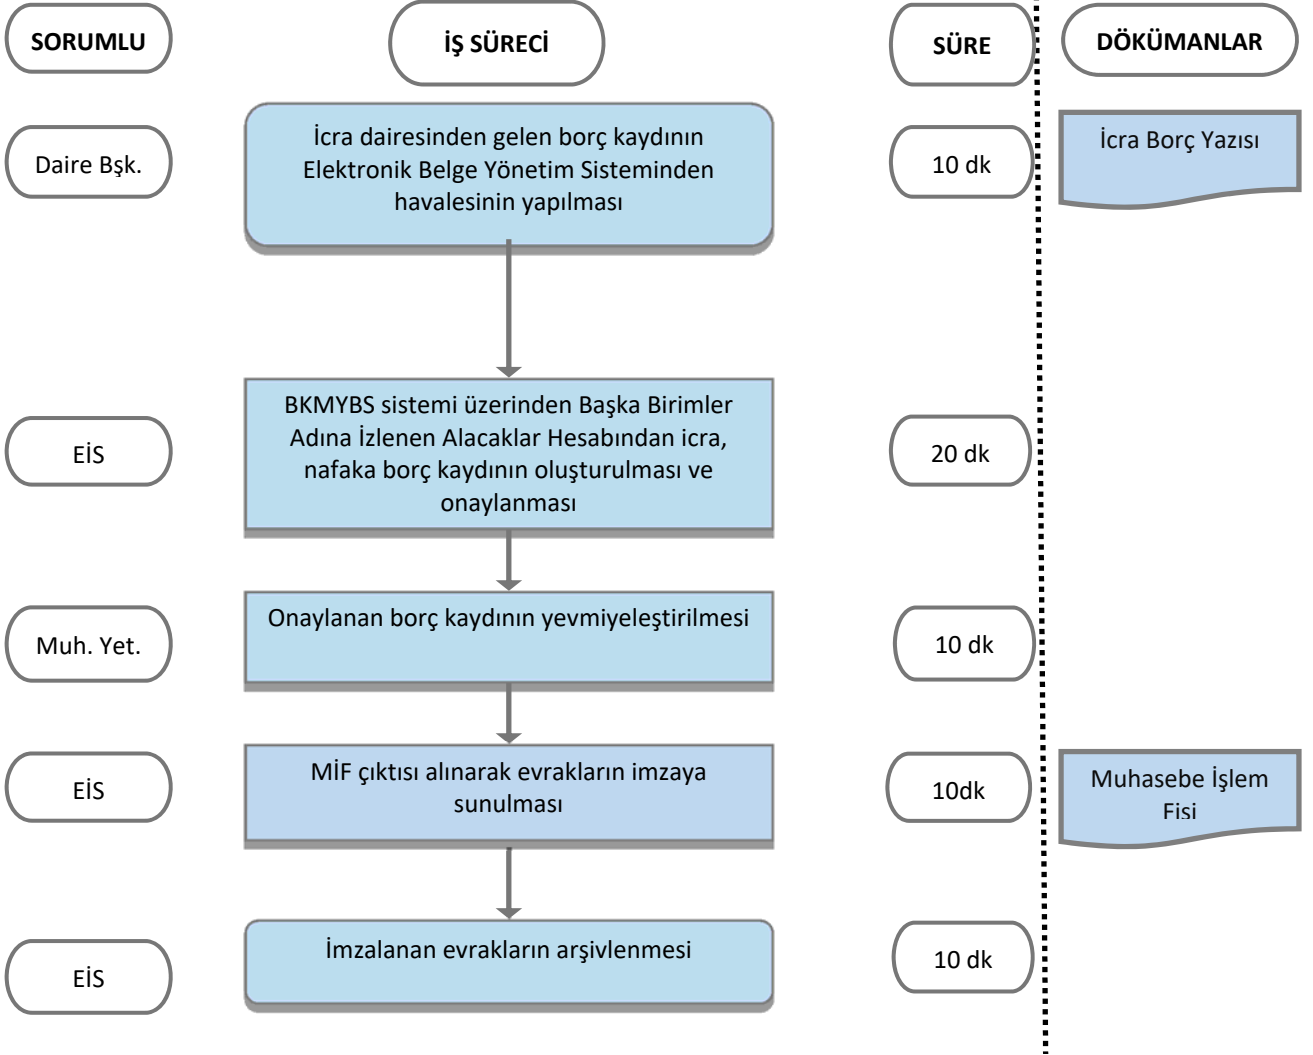 SORUMLU
İŞ SÜRECİ
SÜRE
DÖKÜMANLAR
Daire Bşk.
İcra dairesinden gelen borç kaydının
Elektronik Belge Yönetim Sisteminden
havalesinin yapılması
10 dk
İcra Borç Yazısı
EİS
BKMYBS sistemi üzerinden Başka Birimler
Adına İzlenen Alacaklar Hesabından icra,
nafaka borç kaydının oluşturulması ve
onaylanması
20 dk
Muh. Yet.
Onaylanan borç kaydının yevmiyeleştirilmesi
10 dk
EİS
MİF çıktısı alınarak evrakların imzaya
sunulması
10dk
Muhasebe İşlem
Fişi
EİS
İmzalanan evrakların arşivlenmesi
10 dk